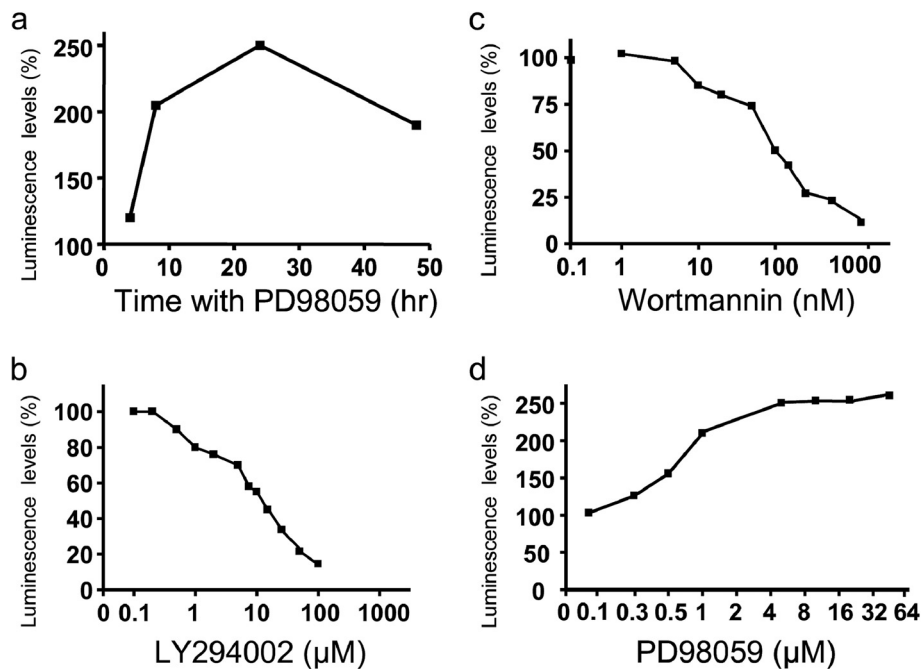 a
Luminescence levels (%)
250
200
150
100
0 10 20 30 40 50
Time with PD98059 (hr)
c
Luminescence levels (%)
100
75
50
25
0
0.1 1 10 100 1000
Wortmannin (nM)
b
Luminescence levels (%)
100
80
60
40
20
0
0 0.1 1 10 100 1000
LY294002 (µM)
d
Luminescence levels (%)
250
200
150
100
50
0
0 0.1 0.3 0.5 1 2 4 8 16 32 64
PD98059 (µM)